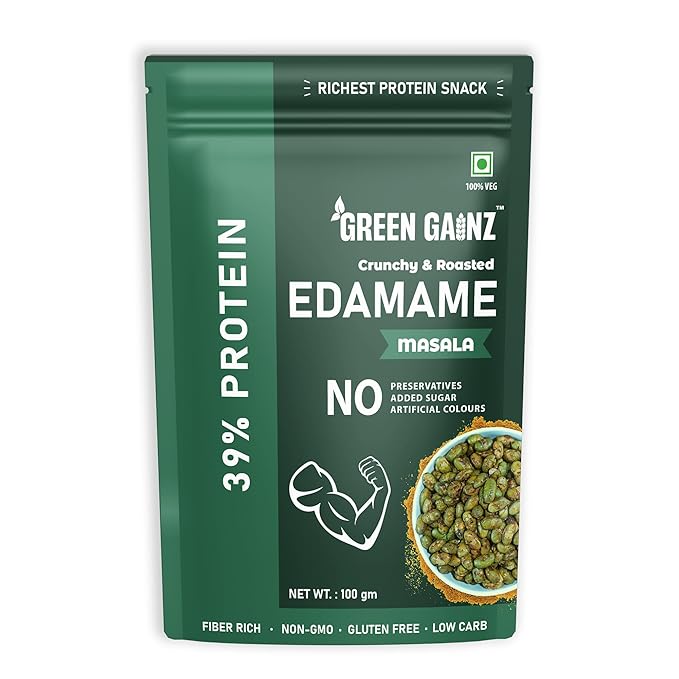 RICHEST PROTEIN SNACK
100% VEG
GREEN GAINZ™
Crunchy & Roasted
EDAMAME
MASALA
NO
PRESERVATIVES
ADDED SUGAR
ARTIFICIAL COLOURS
39% PROTEIN
NET WT. : 100 gm
FIBER RICH · NON-GMO · GLUTEN FREE · LOW CARB